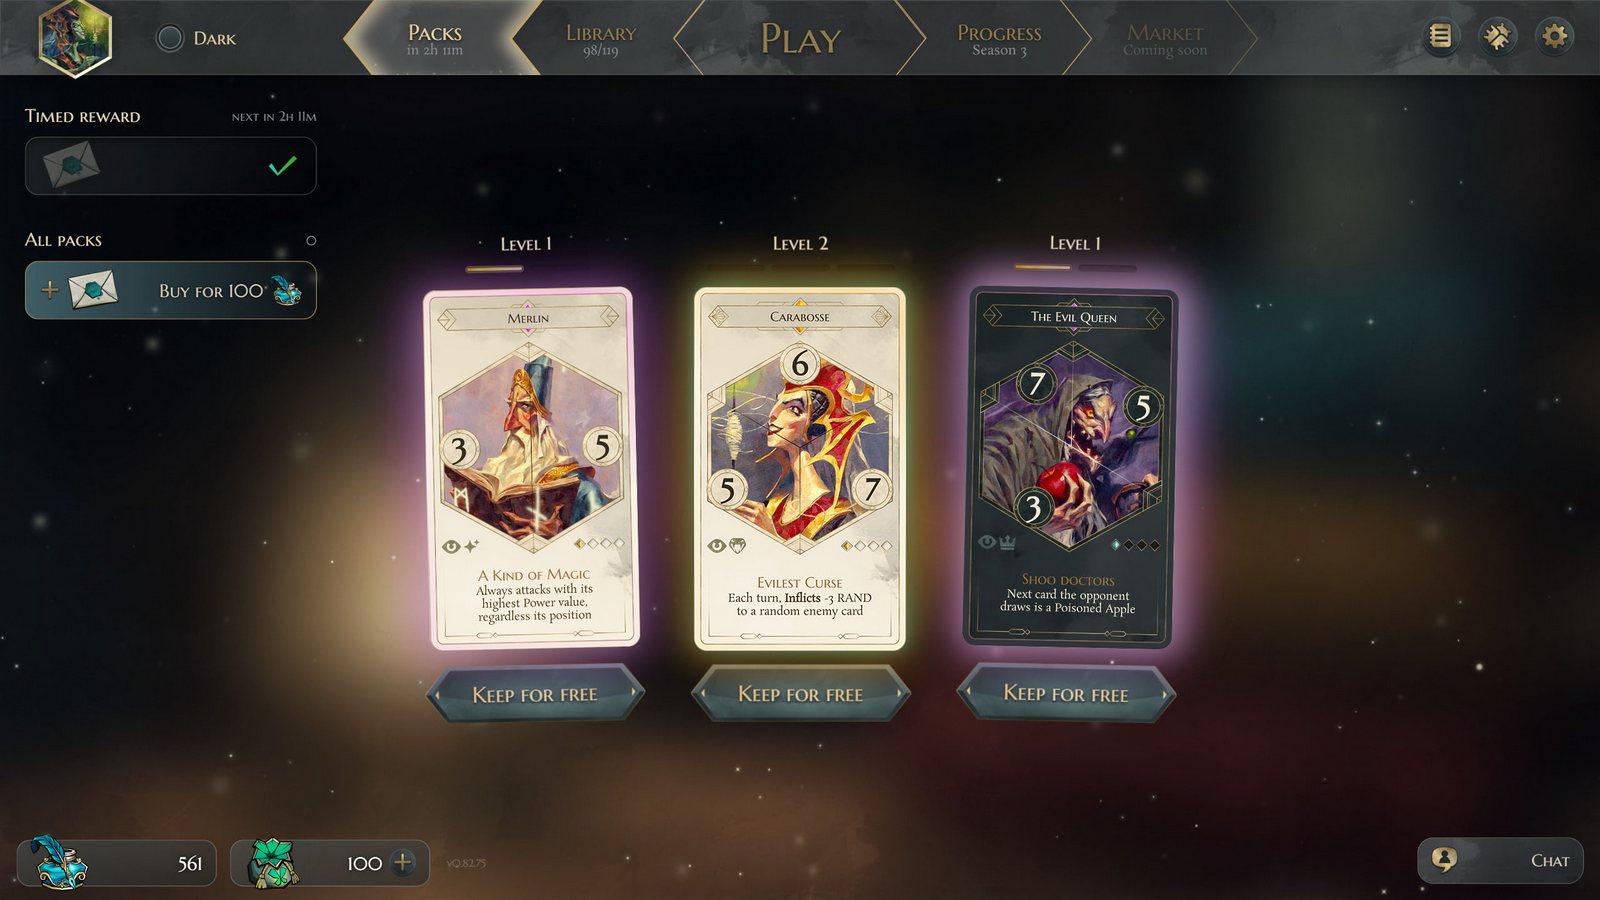 Dark
Packs
in 2h 11m
Library
98/119
Play
Progress
Season 3
Market
Coming soon
Timed reward
next in 2h 11m
All packs
Buy for 100
Level 1
Merlin
3
5
A Kind of Magic
Always attacks with its
highest Power value,
regardless its position
Keep for free
Level 2
Carabosse
6
5
7
Evilest Curse
Each turn, Inflicts -3 RAND
to a random enemy card
Keep for free
Level 1
The Evil Queen
7
5
3
Shoo doctors
Next card the opponent
draws is a Poisoned Apple
Keep for free
561
100
v0.82.75
Chat